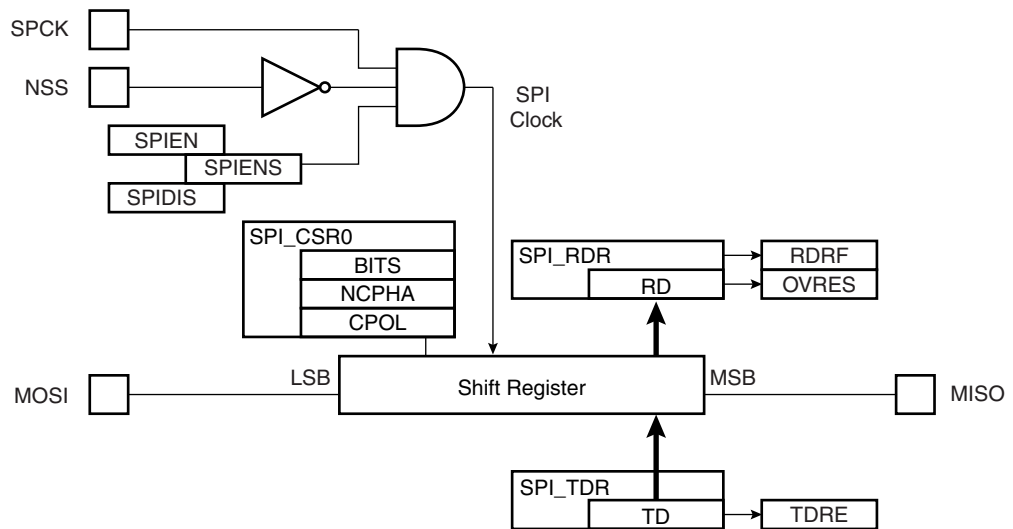 SPCK
NSS
SPI
Clock
SPIEN
SPIENS
SPIDIS
SPI_CSR0
BITS
NCPHA
CPOL
SPI_RDR
RD
RDRF
OVRES
MOSI
LSB
Shift Register
MSB
MISO
SPI_TDR
TD
TDRE